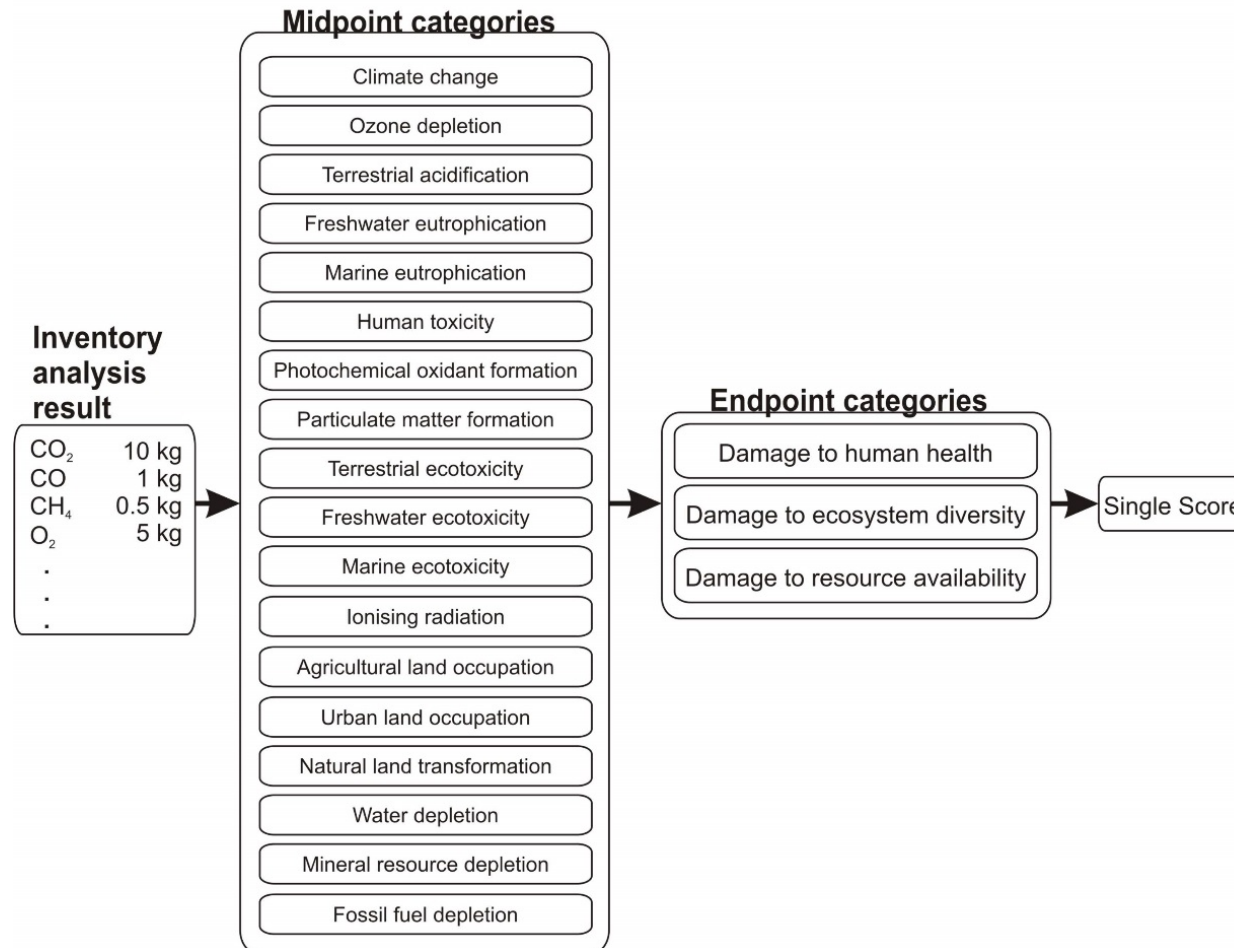 Midpoint categories
Climate change
Ozone depletion
Terrestrial acidification
Freshwater eutrophication
Marine eutrophication
Human toxicity
Photochemical oxidant formation
Particulate matter formation
Terrestrial ecotoxicity
Freshwater ecotoxicity
Marine ecotoxicity
Ionising radiation
Agricultural land occupation
Urban land occupation
Natural land transformation
Water depletion
Mineral resource depletion
Fossil fuel depletion
Inventory
analysis
result
CO₂ 10 kg
CO 1 kg
CH₄ 0.5 kg
O₂ 5 kg
.
.
.
Endpoint categories
Damage to human health
Damage to ecosystem diversity
Damage to resource availability
Single Score